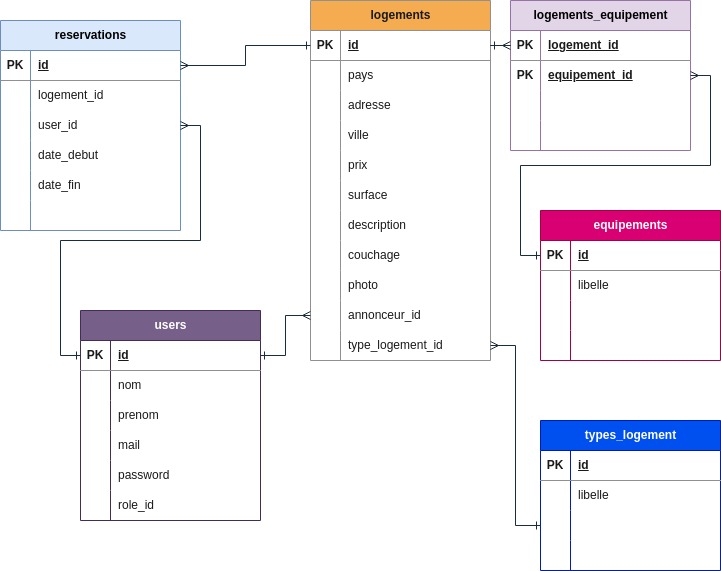 reservations
PK id
logement_id
user_id
date_debut
date_fin
logements
PK id
pays
adresse
ville
prix
surface
description
couchage
photo
annonceur_id
type_logement_id
logements_equipement
PK logement_id
PK equipement_id
equipements
PK id
libelle
users
PK id
nom
prenom
mail
password
role_id
types_logement
PK id
libelle